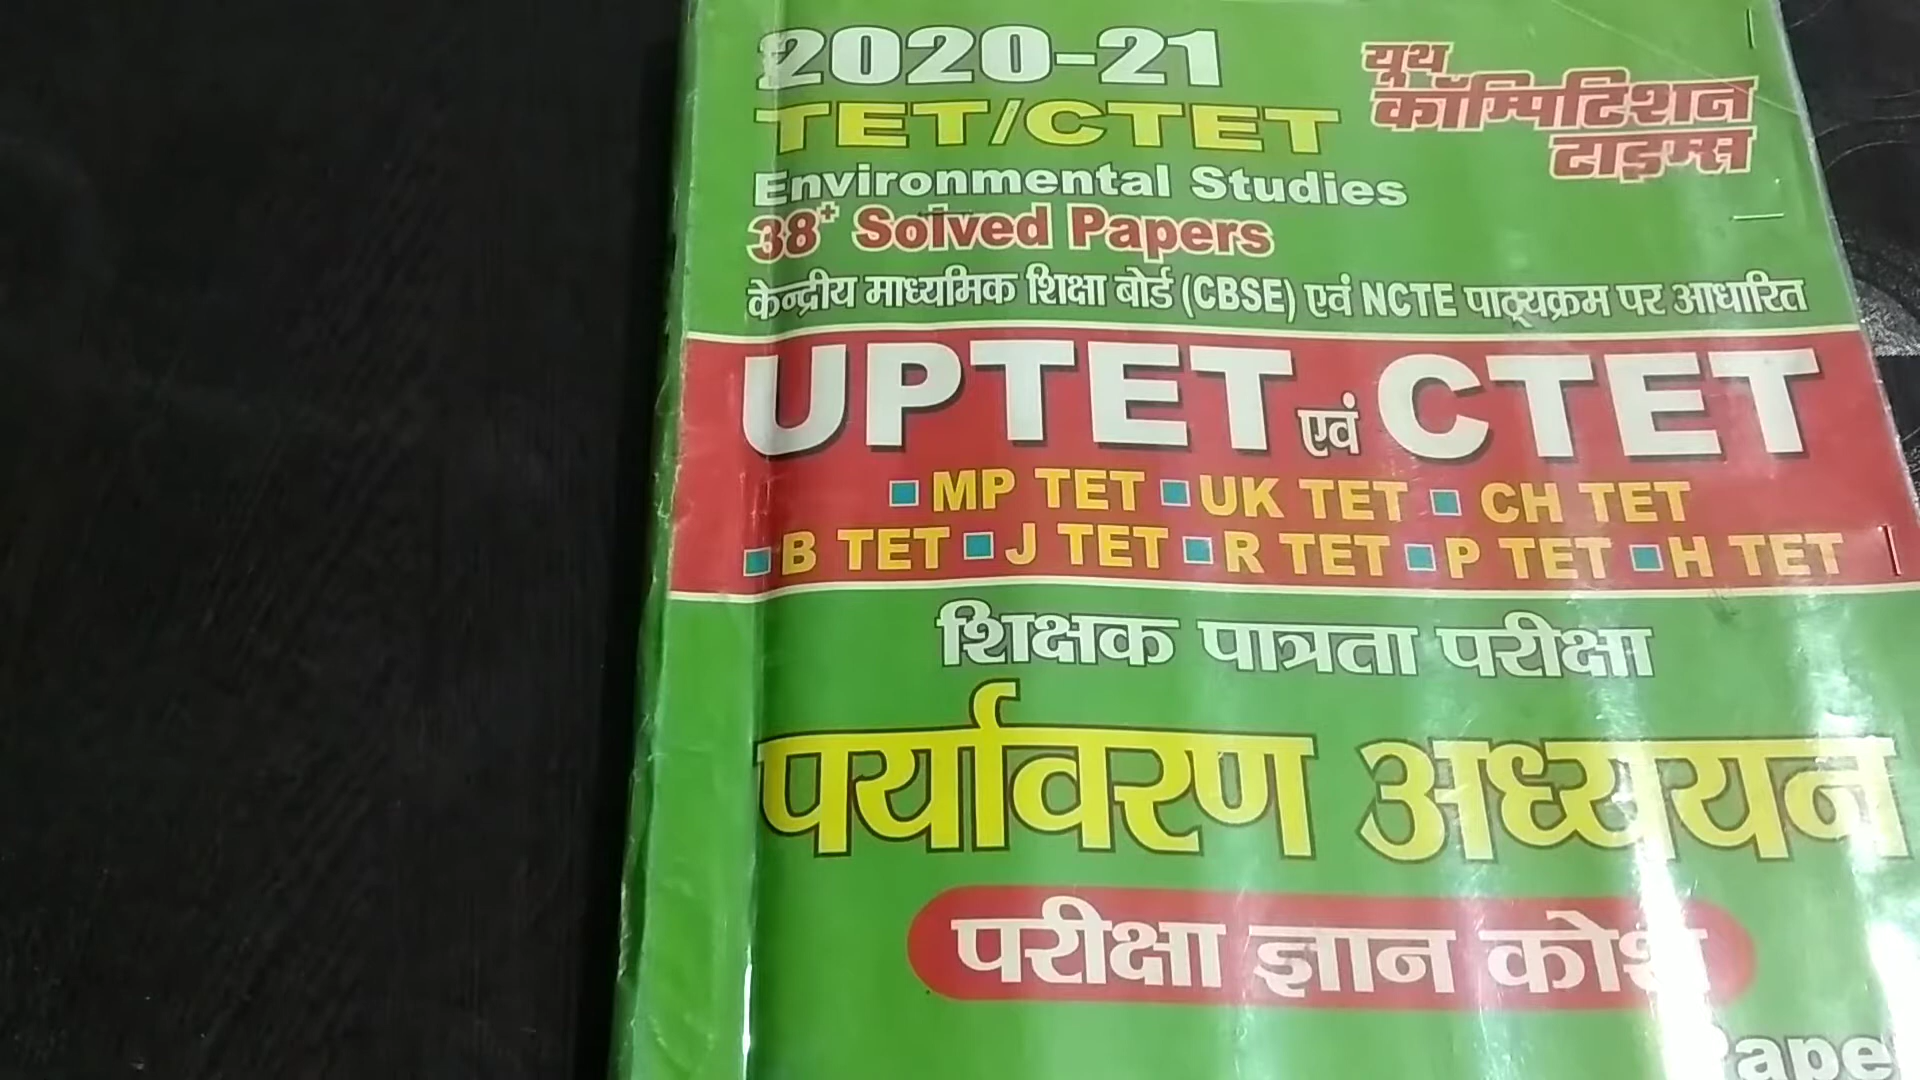 2020-21
TET/CTET
यूथ
कॉम्पिटिशन
टाइम्स
Environmental Studies
38+ Solved Papers
केन्द्रीय माध्यमिक शिक्षा बोर्ड (CBSE) एवं NCTE पाठ्यक्रम पर आधारित
UPTET एवं CTET
MP TET UK TET CH TET
B TET J TET R TET P TET H TET
शिक्षक पात्रता परीक्षा
पर्यावरण अध्ययन
परीक्षा ज्ञान कोश